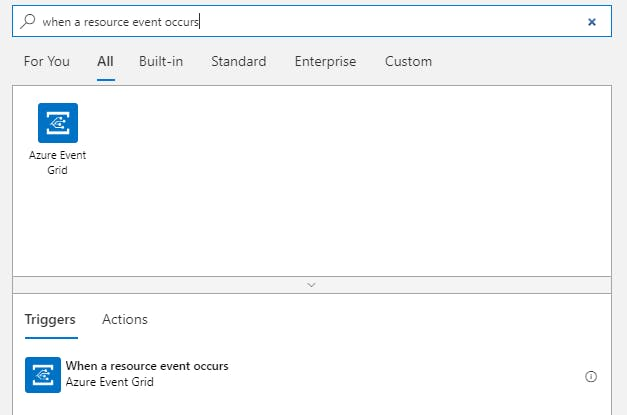 when a resource event occurs
For You All Built-in Standard Enterprise Custom
Azure Event
Grid
Triggers Actions
When a resource event occurs
Azure Event Grid